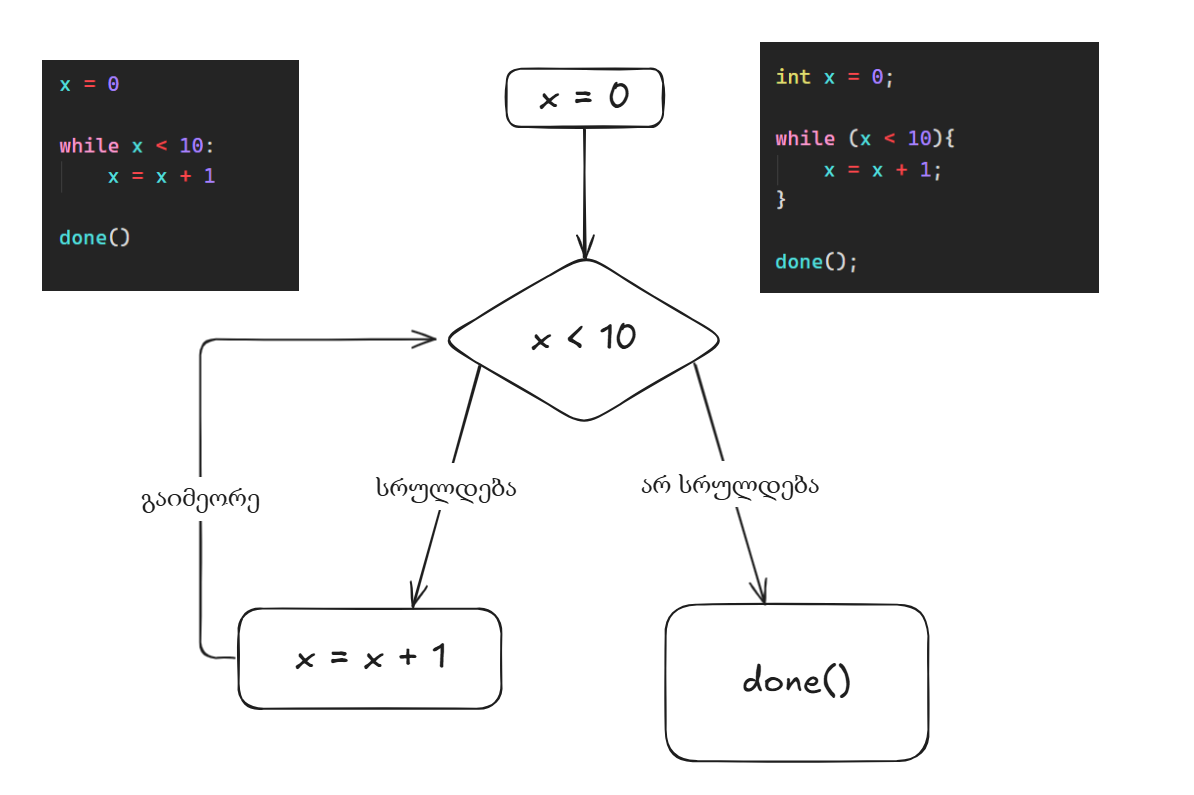 x = 0
while x < 10:
x = x + 1
done()
x = 0
int x = 0;
while (x < 10){
x = x + 1;
}
done();
x < 10
გაიმეორე
სრულდება
არ სრულდება
x = x + 1
done()